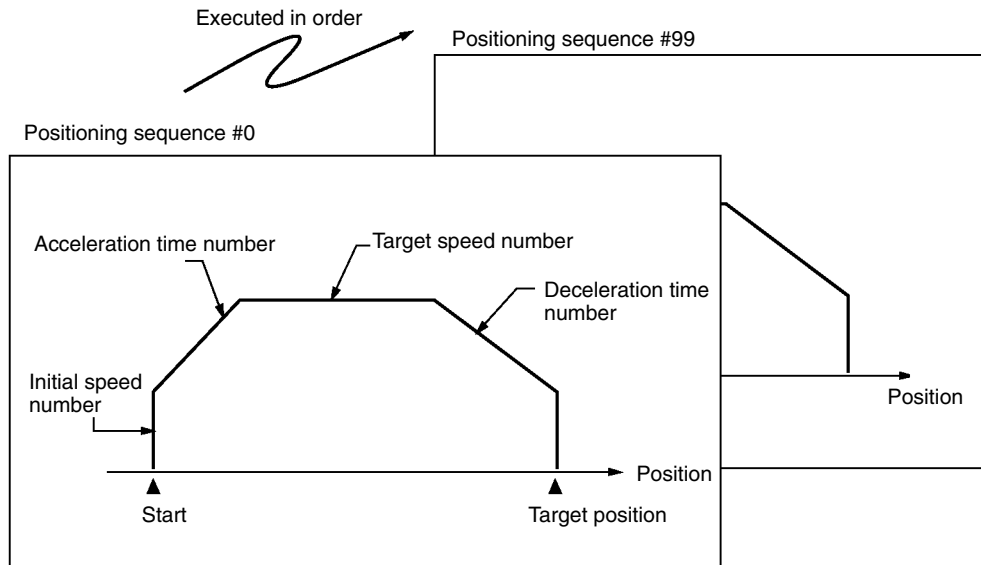 Executed in order
Positioning sequence #99
Positioning sequence #0
Acceleration time number
Target speed number
Deceleration time
number
Initial speed
number
Position
Position
Start
Target position